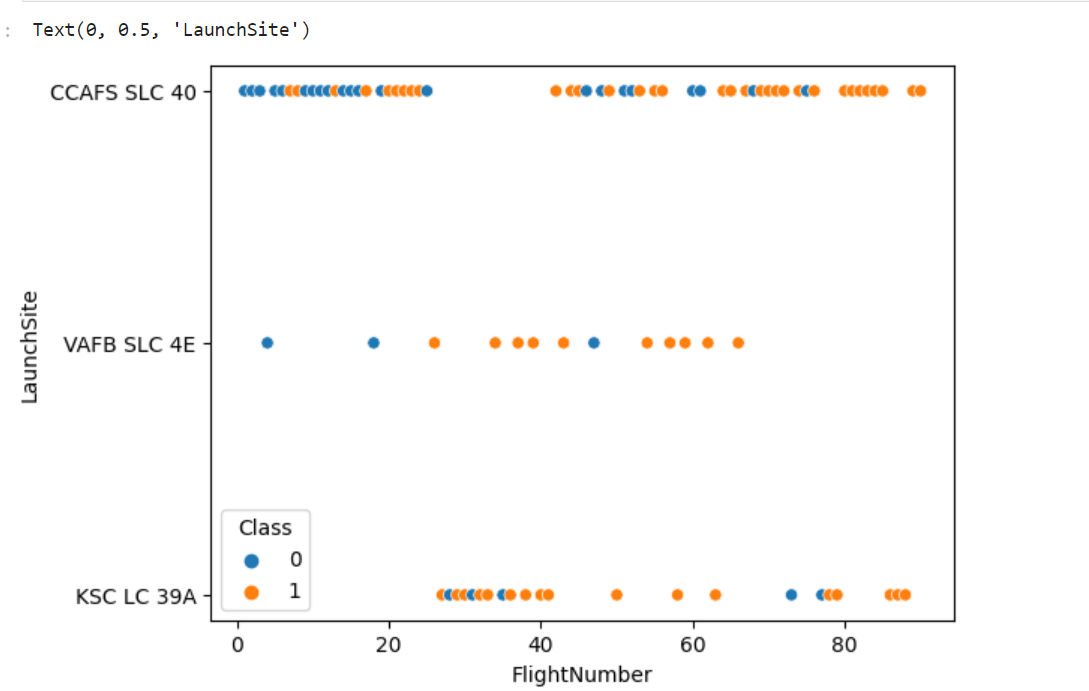 : Text(0, 0.5, 'LaunchSite')
CCAFS SLC 40
VAFB SLC 4E
KSC LC 39A
LaunchSite
Class
0
1
0
20
40
60
80
FlightNumber